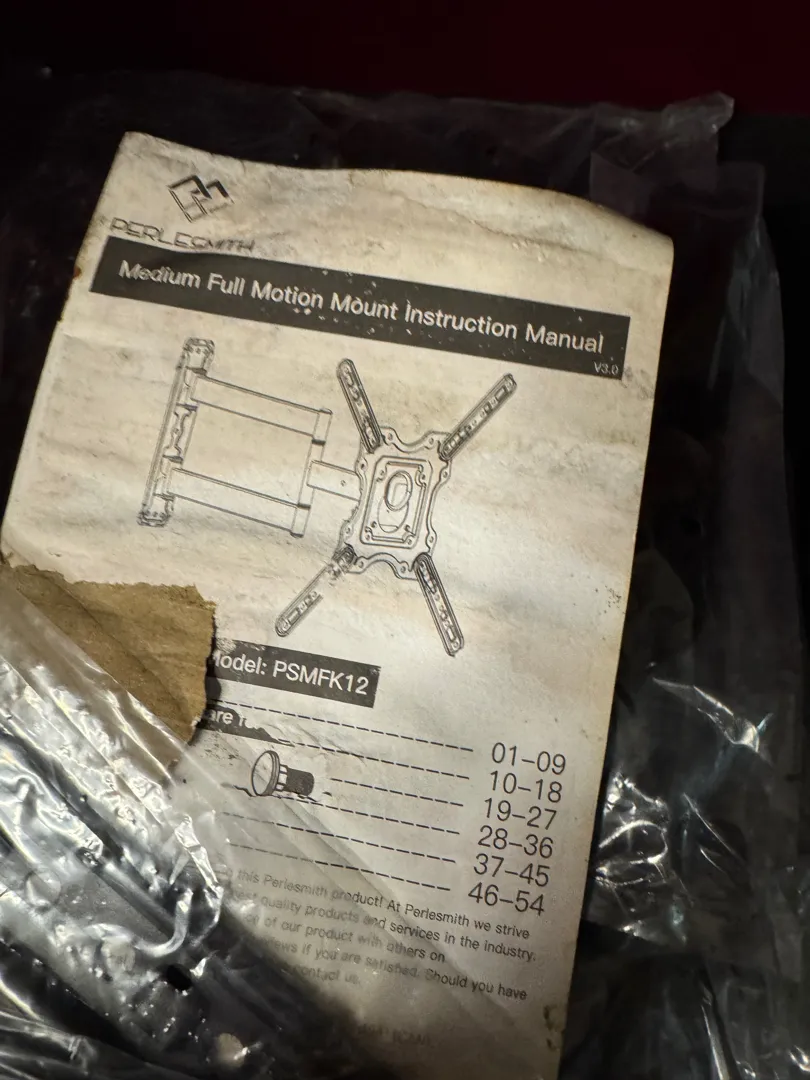 PERLESMITH
Medium Full Motion Mount Instruction Manual
V3.0
Model: PSMFK12
01-09
10-18
19-27
28-36
37-45
46-54
this Perlesmith product! At Perlesmith we strive
best quality products and services in the industry.
of our product with others on
if you are satisfied. Should you have
contact us.